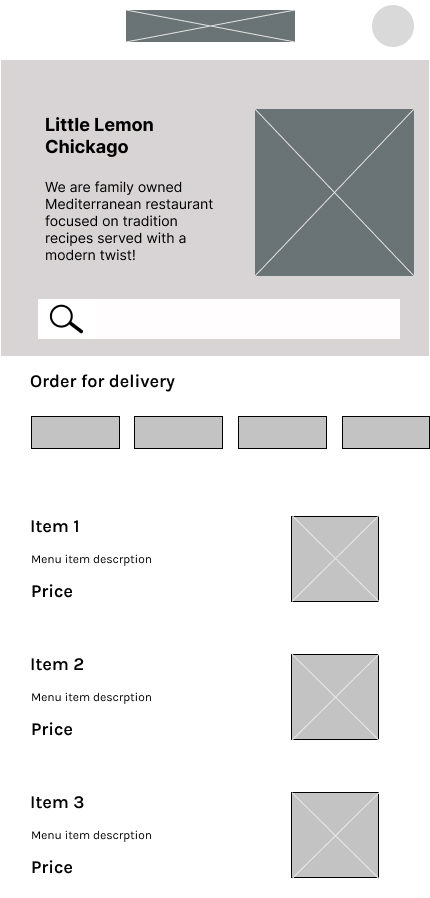 Little Lemon
Chickago
We are family owned
Mediterranean restaurant
focused on tradition
recipes served with a
modern twist!
Order for delivery
Item 1
Menu item descrption
Price
Item 2
Menu item descrption
Price
Item 3
Menu item descrption
Price